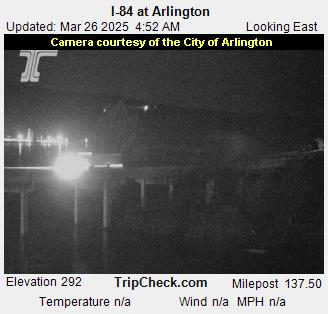 I-84 at Arlington
Updated: Mar 26 2025 4:52 AM Looking East
Camera courtesy of the City of Arlington
Elevation 292 TripCheck.com Milepost 137.50
Temperature n/a Wind n/a MPH n/a